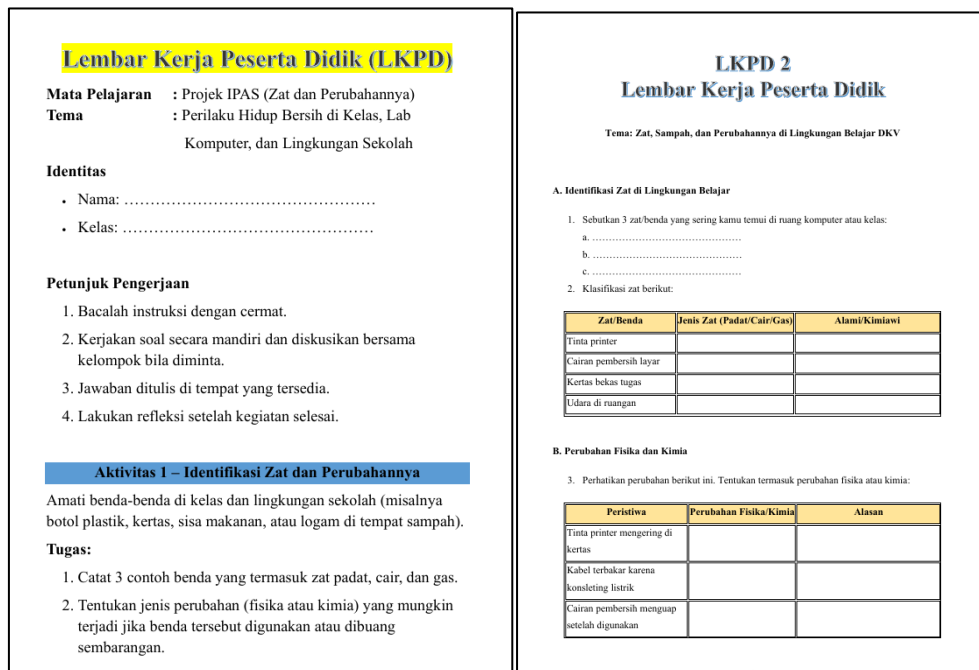 Lembar Kerja Peserta Didik (LKPD)
Mata Pelajaran : Projek IPAS (Zat dan Perubahannya)
Tema : Perilaku Hidup Bersih di Kelas, Lab
Komputer, dan Lingkungan Sekolah
Identitas
• Nama: ………………………………………
• Kelas: ………………………………………
Petunjuk Pengerjaan
1. Bacalah instruksi dengan cermat.
2. Kerjakan soal secara mandiri dan diskusikan bersama
kelompok bila diminta.
3. Jawaban ditulis di tempat yang tersedia.
4. Lakukan refleksi setelah kegiatan selesai.
Aktivitas 1 – Identifikasi Zat dan Perubahannya
Amati benda-benda di kelas dan lingkungan sekolah (misalnya
botol plastik, kertas, sisa makanan, atau logam di tempat sampah).
Tugas:
1. Catat 3 contoh benda yang termasuk zat padat, cair, dan gas.
2. Tentukan jenis perubahan (fisika atau kimia) yang mungkin
terjadi jika benda tersebut digunakan atau dibuang
sembarangan.
LKPD 2
Lembar Kerja Peserta Didik
Tema: Zat, Sampah, dan Perubahannya di Lingkungan Belajar DKV
A. Identifikasi Zat di Lingkungan Belajar
1. Sebutkan 3 zat/benda yang sering kamu temui di ruang komputer atau kelas:
a. ………………………………………
b. ………………………………………
c. ………………………………………
2. Klasifikasi zat berikut:
Zat/Benda Jenis Zat (Padat/Cair/Gas) Alami/Kimiawi
Tinta printer
Cairan pembersih layar
Kertas bekas tugas
Udara di ruangan
B. Perubahan Fisika dan Kimia
3. Perhatikan perubahan berikut ini. Tentukan termasuk perubahan fisika atau kimia:
Peristiwa Perubahan Fisika/Kimia Alasan
Tinta printer mengering di
kertas
Kabel terbakar karena
konsleting listrik
Cairan pembersih menguap
setelah digunakan